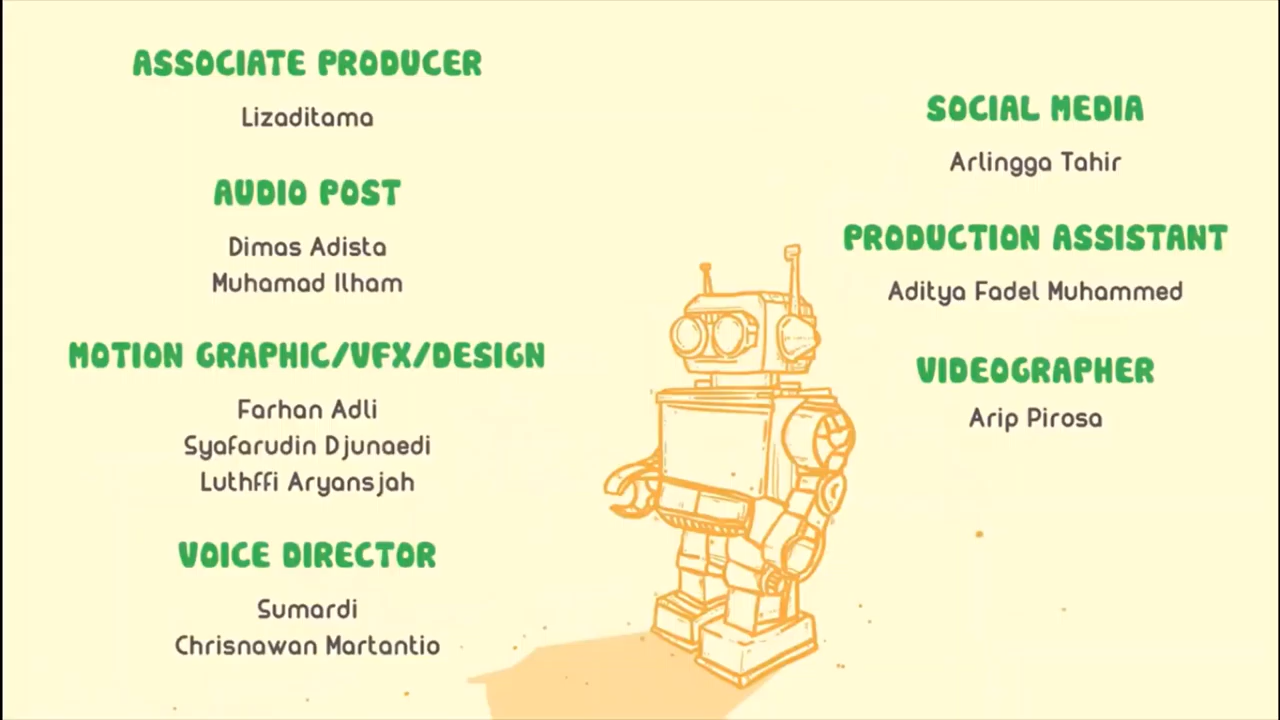 ASSOCIATE PRODUCER
Lizaditama
AUDIO POST
Dimas Adista
Muhamad Ilham
MOTION GRAPHIC/VFX/DESIGN
Farhan Adli
Syafarudin Djunaedi
Luthffi Aryansjah
VOICE DIRECTOR
Sumardi
Chrisnawan Martantio
SOCIAL MEDIA
Arlingga Tahir
PRODUCTION ASSISTANT
Aditya Fadel Muhammed
VIDEOGRAPHER
Arip Pirosa